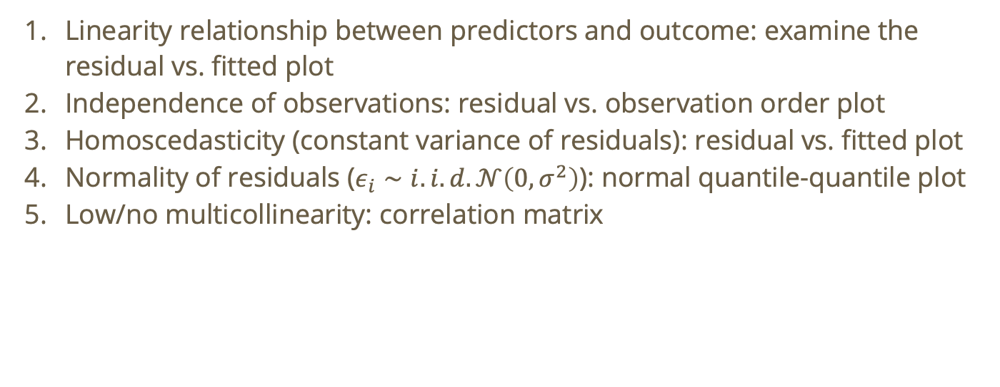 1. Linearity relationship between predictors and outcome: examine the
residual vs. fitted plot
2. Independence of observations: residual vs. observation order plot
3. Homoscedasticity (constant variance of residuals): residual vs. fitted plot
4. Normality of residuals (ϵᵢ ~ i. i. d. 𝒩(0, σ²)): normal quantile-quantile plot
5. Low/no multicollinearity: correlation matrix